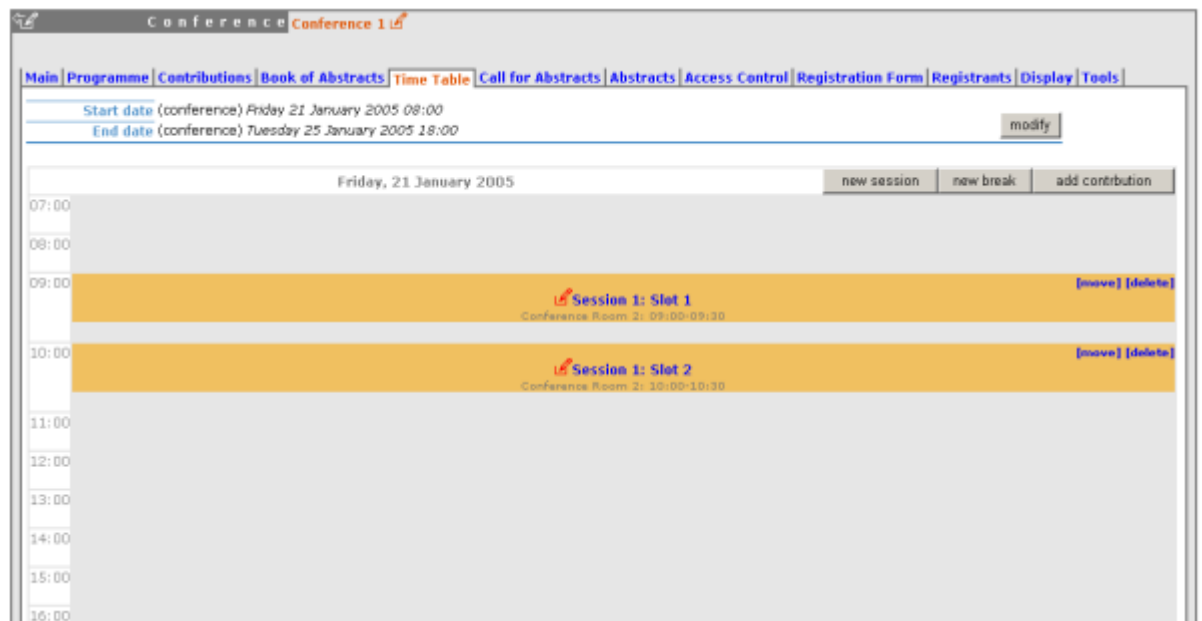 Conference Conference 1
Main Programme Contributions Book of Abstracts Time Table Call for Abstracts Abstracts Access Control Registration Form Registrants Display Tools
Start date (conference) Friday 21 January 2005 08:00
End date (conference) Tuesday 25 January 2005 18:00
modify
Friday, 21 January 2005 new session new break add contrbution
07:00
08:00
09:00 [move] [delete]
Session 1: Slot 1
Conference Room 2: 09:00-09:30
10:00 [move] [delete]
Session 1: Slot 2
Conference Room 2: 10:00-10:30
11:00
12:00
13:00
14:00
15:00
16:00